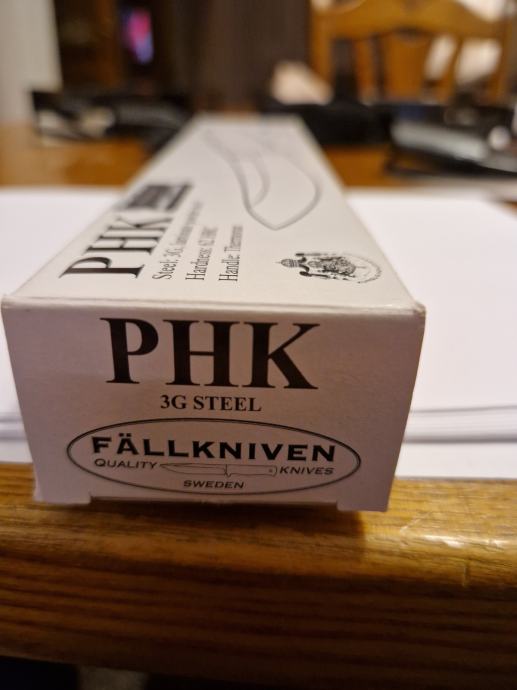 PHK
Steel: 3G,
Hardness: 62 HRC
Handle: Thermorun
PHK
3G STEEL
FÄLLKNIVEN
QUALITY KNIVES
SWEDEN